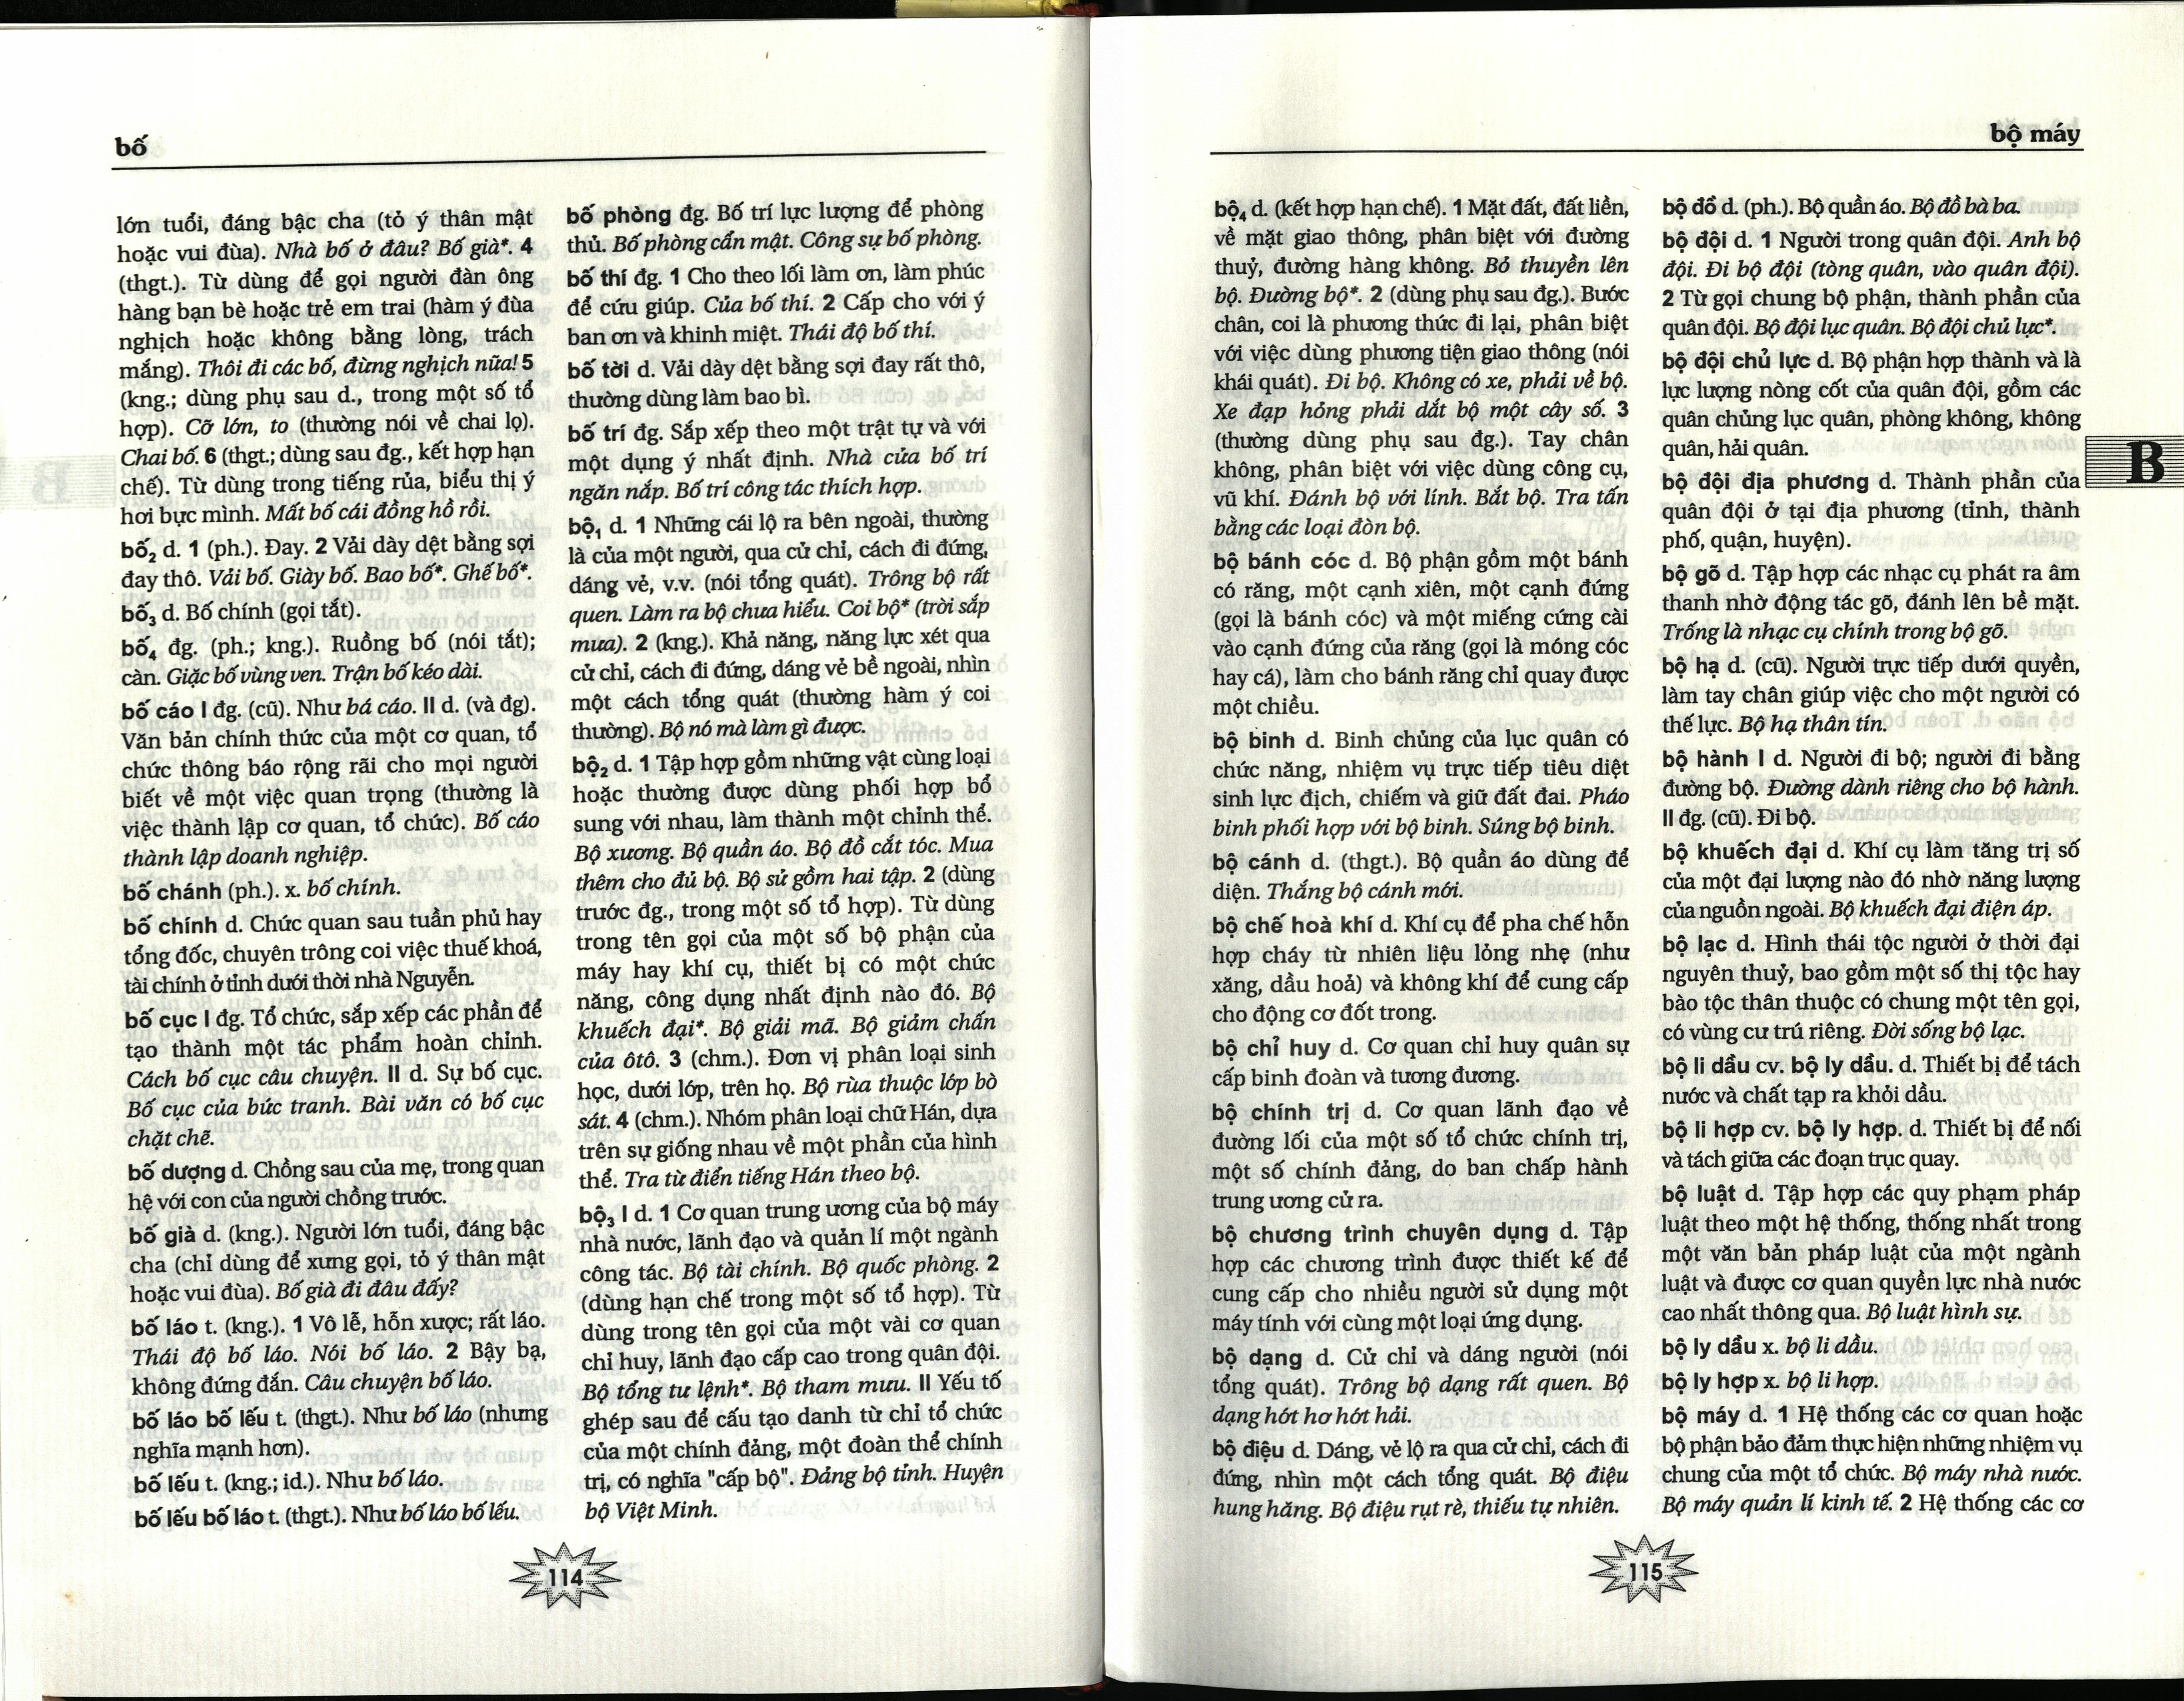 bố
lớn tuổi, đáng bậc cha (tỏ ý thân mật
hoặc vui đùa). Nhà bố ở đâu? Bố già*. 4
(thgt.). Từ dùng để gọi người đàn ông
hàng bạn bè hoặc trẻ em trai (hàm ý đùa
nghịch hoặc không bằng lòng, trách
mắng). Thôi đi các bố, đừng nghịch nữa! 5
(kng.; dùng phụ sau d., trong một số tổ
hợp). Cỡ lớn, to (thường nói về chai lọ).
Chai bố. 6 (thgt.; dùng sau đg., kết hợp hạn
chế). Từ dùng trong tiếng rủa, biểu thị ý
hơi bực mình. Mất bố cái đồng hồ rồi.
bố₂ d. 1 (ph.). Đay. 2 Vải dày dệt bằng sợi
đay thô. Vải bố. Giày bố. Bao bố*. Ghế bố*.
bố₃ d. Bố chính (gọi tắt).
bố₄ đg. (ph.; kng.). Ruồng bố (nói tắt);
càn. Giặc bố vùng ven. Trận bố kéo dài.
bố cáo I đg. (cũ). Như bá cáo. II d. (và đg).
Văn bản chính thức của một cơ quan, tổ
chức thông báo rộng rãi cho mọi người
biết về một việc quan trọng (thường là
việc thành lập cơ quan, tổ chức). Bố cáo
thành lập doanh nghiệp.
bố chánh (ph.). x. bố chính.
bố chính d. Chức quan sau tuần phủ hay
tổng đốc, chuyên trông coi việc thuế khoá,
tài chính ở tỉnh dưới thời nhà Nguyễn.
bố cục I đg. Tổ chức, sắp xếp các phần để
tạo thành một tác phẩm hoàn chỉnh.
Cách bố cục câu chuyện. II d. Sự bố cục.
Bố cục của bức tranh. Bài văn có bố cục
chặt chẽ.
bố dượng d. Chồng sau của mẹ, trong quan
hệ với con của người chồng trước.
bố già d. (kng.). Người lớn tuổi, đáng bậc
cha (chỉ dùng để xưng gọi, tỏ ý thân mật
hoặc vui đùa). Bố già đi đâu đấy?
bố láo t. (kng.). 1 Vô lễ, hỗn xược; rất láo.
Thái độ bố láo. Nói bố láo. 2 Bậy bạ,
không đứng đắn. Câu chuyện bố láo.
bố láo bố lếu t. (thgt.). Như bố láo (nhưng
nghĩa mạnh hơn).
bố lếu t. (kng.; id.). Như bố láo.
bố lếu bố láo t. (thgt.). Như bố láo bố lếu.
bố phòng đg. Bố trí lực lượng để phòng
thủ. Bố phòng cẩn mật. Công sự bố phòng.
bố thí đg. 1 Cho theo lối làm ơn, làm phúc
để cứu giúp. Của bố thí. 2 Cấp cho với ý
ban ơn và khinh miệt. Thái độ bố thí.
bố tời d. Vải dày dệt bằng sợi đay rất thô,
thường dùng làm bao bì.
bố trí đg. Sắp xếp theo một trật tự và với
một dụng ý nhất định. Nhà cửa bố trí
ngăn nắp. Bố trí công tác thích hợp.
bộ₁ d. 1 Những cái lộ ra bên ngoài, thường
là của một người, qua cử chỉ, cách đi đứng,
dáng vẻ, v.v. (nói tổng quát). Trông bộ rất
quen. Làm ra bộ chưa hiểu. Coi bộ* (trời sắp
mưa). 2 (kng.). Khả năng, năng lực xét qua
cử chỉ, cách đi đứng, dáng vẻ bề ngoài, nhìn
một cách tổng quát (thường hàm ý coi
thường). Bộ nó mà làm gì được.
bộ₂ d. 1 Tập hợp gồm những vật cùng loại
hoặc thường được dùng phối hợp bổ
sung với nhau, làm thành một chỉnh thể.
Bộ xương. Bộ quần áo. Bộ đồ cắt tóc. Mua
thêm cho đủ bộ. Bộ sử gồm hai tập. 2 (dùng
trước đg., trong một số tổ hợp). Từ dùng
trong tên gọi của một số bộ phận của
máy hay khí cụ, thiết bị có một chức
năng, công dụng nhất định nào đó. Bộ
khuếch đại*. Bộ giải mã. Bộ giảm chấn
của ôtô. 3 (chm.). Đơn vị phân loại sinh
học, dưới lớp, trên họ. Bộ rùa thuộc lớp bò
sát. 4 (chm.). Nhóm phân loại chữ Hán, dựa
trên sự giống nhau về một phần của hình
thể. Tra từ điển tiếng Hán theo bộ.
bộ₃ I d. 1 Cơ quan trung ương của bộ máy
nhà nước, lãnh đạo và quản lí một ngành
công tác. Bộ tài chính. Bộ quốc phòng. 2
(dùng hạn chế trong một số tổ hợp). Từ
dùng trong tên gọi của một vài cơ quan
chỉ huy, lãnh đạo cấp cao trong quân đội.
Bộ tổng tư lệnh*. Bộ tham mưu. II Yếu tố
ghép sau để cấu tạo danh từ chỉ tổ chức
của một chính đảng, một đoàn thể chính
trị, có nghĩa "cấp bộ". Đảng bộ tỉnh. Huyện
bộ Việt Minh.
114
bộ máy
bộ₄ d. (kết hợp hạn chế). 1 Mặt đất, đất liền,
về mặt giao thông, phân biệt với đường
thuỷ, đường hàng không. Bỏ thuyền lên
bộ. Đường bộ*. 2 (dùng phụ sau đg.). Bước
chân, coi là phương thức đi lại, phân biệt
với việc dùng phương tiện giao thông (nói
khái quát). Đi bộ. Không có xe, phải về bộ.
Xe đạp hỏng phải dắt bộ một cây số. 3
(thường dùng phụ sau đg.). Tay chân
không, phân biệt với việc dùng công cụ,
vũ khí. Đánh bộ với lính. Bắt bộ. Tra tấn
bằng các loại đòn bộ.
bộ bánh cóc d. Bộ phận gồm một bánh
có răng, một cạnh xiên, một cạnh đứng
(gọi là bánh cóc) và một miếng cứng cài
vào cạnh đứng của răng (gọi là móng cóc
hay cá), làm cho bánh răng chỉ quay được
một chiều.
bộ binh d. Binh chủng của lục quân có
chức năng, nhiệm vụ trực tiếp tiêu diệt
sinh lực địch, chiếm và giữ đất đai. Pháo
binh phối hợp với bộ binh. Súng bộ binh.
bộ cánh d. (thgt.). Bộ quần áo dùng để
diện. Thắng bộ cánh mới.
bộ chế hoà khí d. Khí cụ để pha chế hỗn
hợp cháy từ nhiên liệu lỏng nhẹ (như
xăng, dầu hoả) và không khí để cung cấp
cho động cơ đốt trong.
bộ chỉ huy d. Cơ quan chỉ huy quân sự
cấp binh đoàn và tương đương.
bộ chính trị d. Cơ quan lãnh đạo về
đường lối của một số tổ chức chính trị,
một số chính đảng, do ban chấp hành
trung ương cử ra.
bộ chương trình chuyên dụng d. Tập
hợp các chương trình được thiết kế để
cung cấp cho nhiều người sử dụng một
máy tính với cùng một loại ứng dụng.
bộ dạng d. Cử chỉ và dáng người (nói
tổng quát). Trông bộ dạng rất quen. Bộ
dạng hớt hơ hớt hải.
bộ điệu d. Dáng, vẻ lộ ra qua cử chỉ, cách đi
đứng, nhìn một cách tổng quát. Bộ điệu
hung hăng. Bộ điệu rụt rè, thiếu tự nhiên.
bộ đồ d. (ph.). Bộ quần áo. Bộ đồ bà ba.
bộ đội d. 1 Người trong quân đội. Anh bộ
đội. Đi bộ đội (tòng quân, vào quân đội).
2 Từ gọi chung bộ phận, thành phần của
quân đội. Bộ đội lục quân. Bộ đội chủ lực*.
bộ đội chủ lực d. Bộ phận hợp thành và là
lực lượng nòng cốt của quân đội, gồm các
quân chủng lục quân, phòng không, không
quân, hải quân.
bộ đội địa phương d. Thành phần của
quân đội ở tại địa phương (tỉnh, thành
phố, quận, huyện).
bộ gõ d. Tập hợp các nhạc cụ phát ra âm
thanh nhờ động tác gõ, đánh lên bề mặt.
Trống là nhạc cụ chính trong bộ gõ.
bộ hạ d. (cũ). Người trực tiếp dưới quyền,
làm tay chân giúp việc cho một người có
thế lực. Bộ hạ thân tín.
bộ hành I d. Người đi bộ; người đi bằng
đường bộ. Đường dành riêng cho bộ hành.
II đg. (cũ). Đi bộ.
bộ khuếch đại d. Khí cụ làm tăng trị số
của một đại lượng nào đó nhờ năng lượng
của nguồn ngoài. Bộ khuếch đại điện áp.
bộ lạc d. Hình thái tộc người ở thời đại
nguyên thuỷ, bao gồm một số thị tộc hay
bào tộc thân thuộc có chung một tên gọi,
có vùng cư trú riêng. Đời sống bộ lạc.
bộ li dầu cv. bộ ly dầu. d. Thiết bị để tách
nước và chất tạp ra khỏi dầu.
bộ li hợp cv. bộ ly hợp. d. Thiết bị để nối
và tách giữa các đoạn trục quay.
bộ luật d. Tập hợp các quy phạm pháp
luật theo một hệ thống, thống nhất trong
một văn bản pháp luật của một ngành
luật và được cơ quan quyền lực nhà nước
cao nhất thông qua. Bộ luật hình sự.
bộ ly dầu x. bộ li dầu.
bộ ly hợp x. bộ li hợp.
bộ máy d. 1 Hệ thống các cơ quan hoặc
bộ phận bảo đảm thực hiện những nhiệm vụ
chung của một tổ chức. Bộ máy nhà nước.
Bộ máy quản lí kinh tế. 2 Hệ thống các cơ
B
115